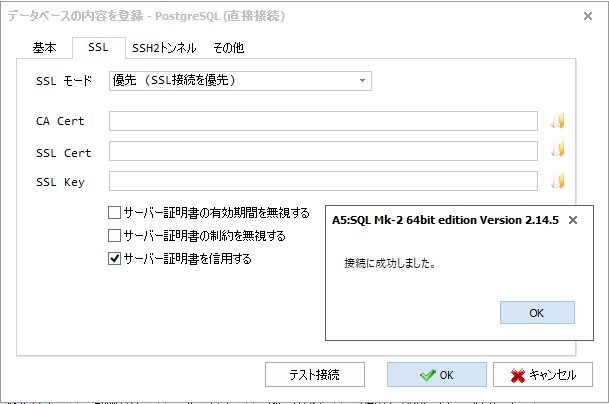 データベースの内容を登録 - PostgreSQL (直接接続)
基本 SSL SSH2トンネル その他
SSL モード 優先 (SSL接続を優先)
CA Cert
SSL Cert
SSL Key
サーバー証明書の有効期間を無視する
サーバー証明書の制約を無視する
サーバー証明書を信用する
A5:SQL Mk-2 64bit edition Version 2.14.5
接続に成功しました。
OK
テスト接続 OK キャンセル